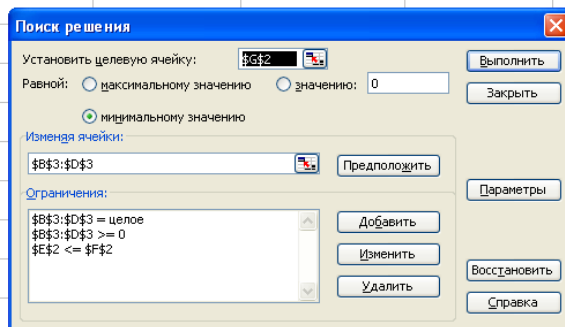 Поиск решения
Установить целевую ячейку: $G$2
Выполнить
Равной: максимальному значению значению: 0
Закрыть
минимальному значению
Изменяя ячейки:
$B$3:$D$3
Предположить
Ограничения:
Параметры
$B$3:$D$3 = целое
$B$3:$D$3 >= 0
$E$2 <= $F$2
Добавить
Изменить
Удалить
Восстановить
Справка